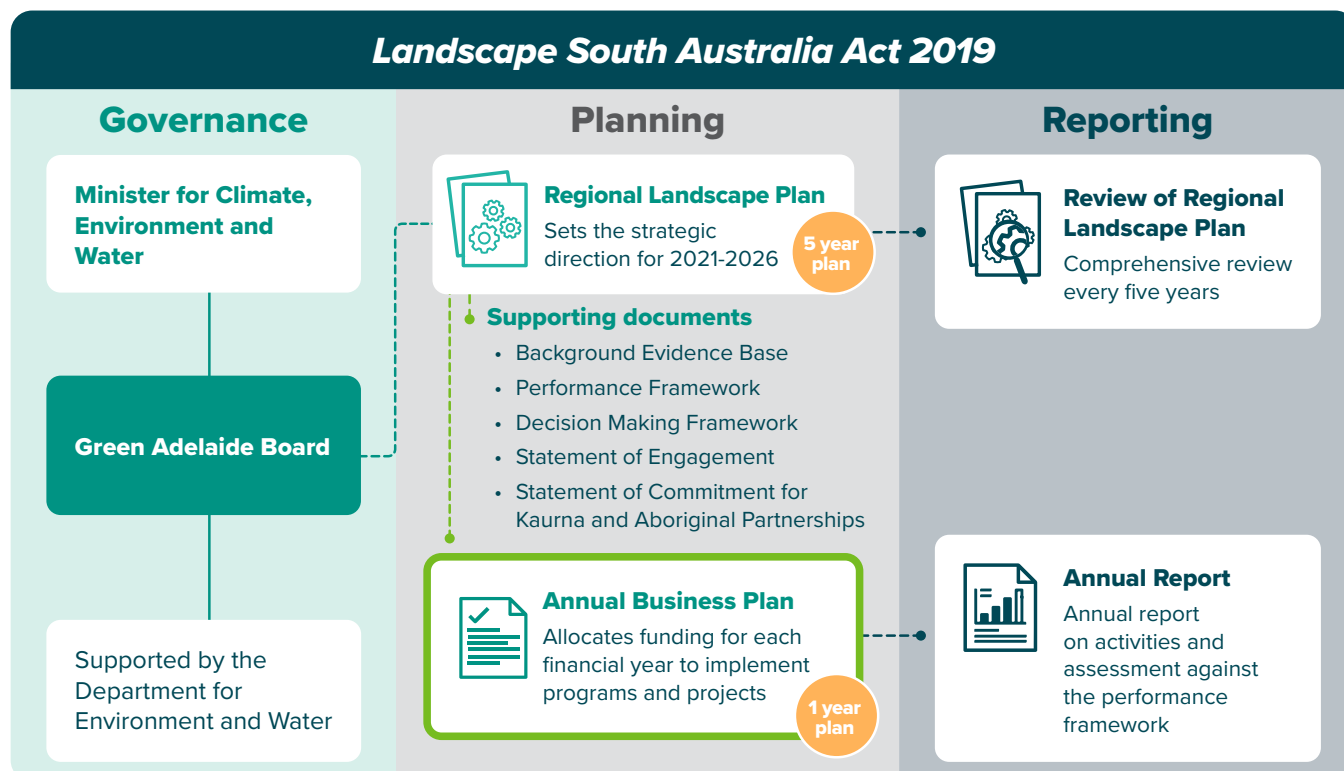 Landscape South Australia Act 2019
Governance
Minister for Climate,
Environment and
Water
Green Adelaide Board
Supported by the
Department for
Environment and Water
Planning
Regional Landscape Plan
Sets the strategic
direction for 2021-2026
5 year
plan
Supporting documents
• Background Evidence Base
• Performance Framework
• Decision Making Framework
• Statement of Engagement
• Statement of Commitment for
Kaurna and Aboriginal Partnerships
Annual Business Plan
Allocates funding for each
financial year to implement
programs and projects
1 year
plan
Reporting
Review of Regional
Landscape Plan
Comprehensive review
every five years
Annual Report
Annual report
on activities and
assessment against
the performance
framework